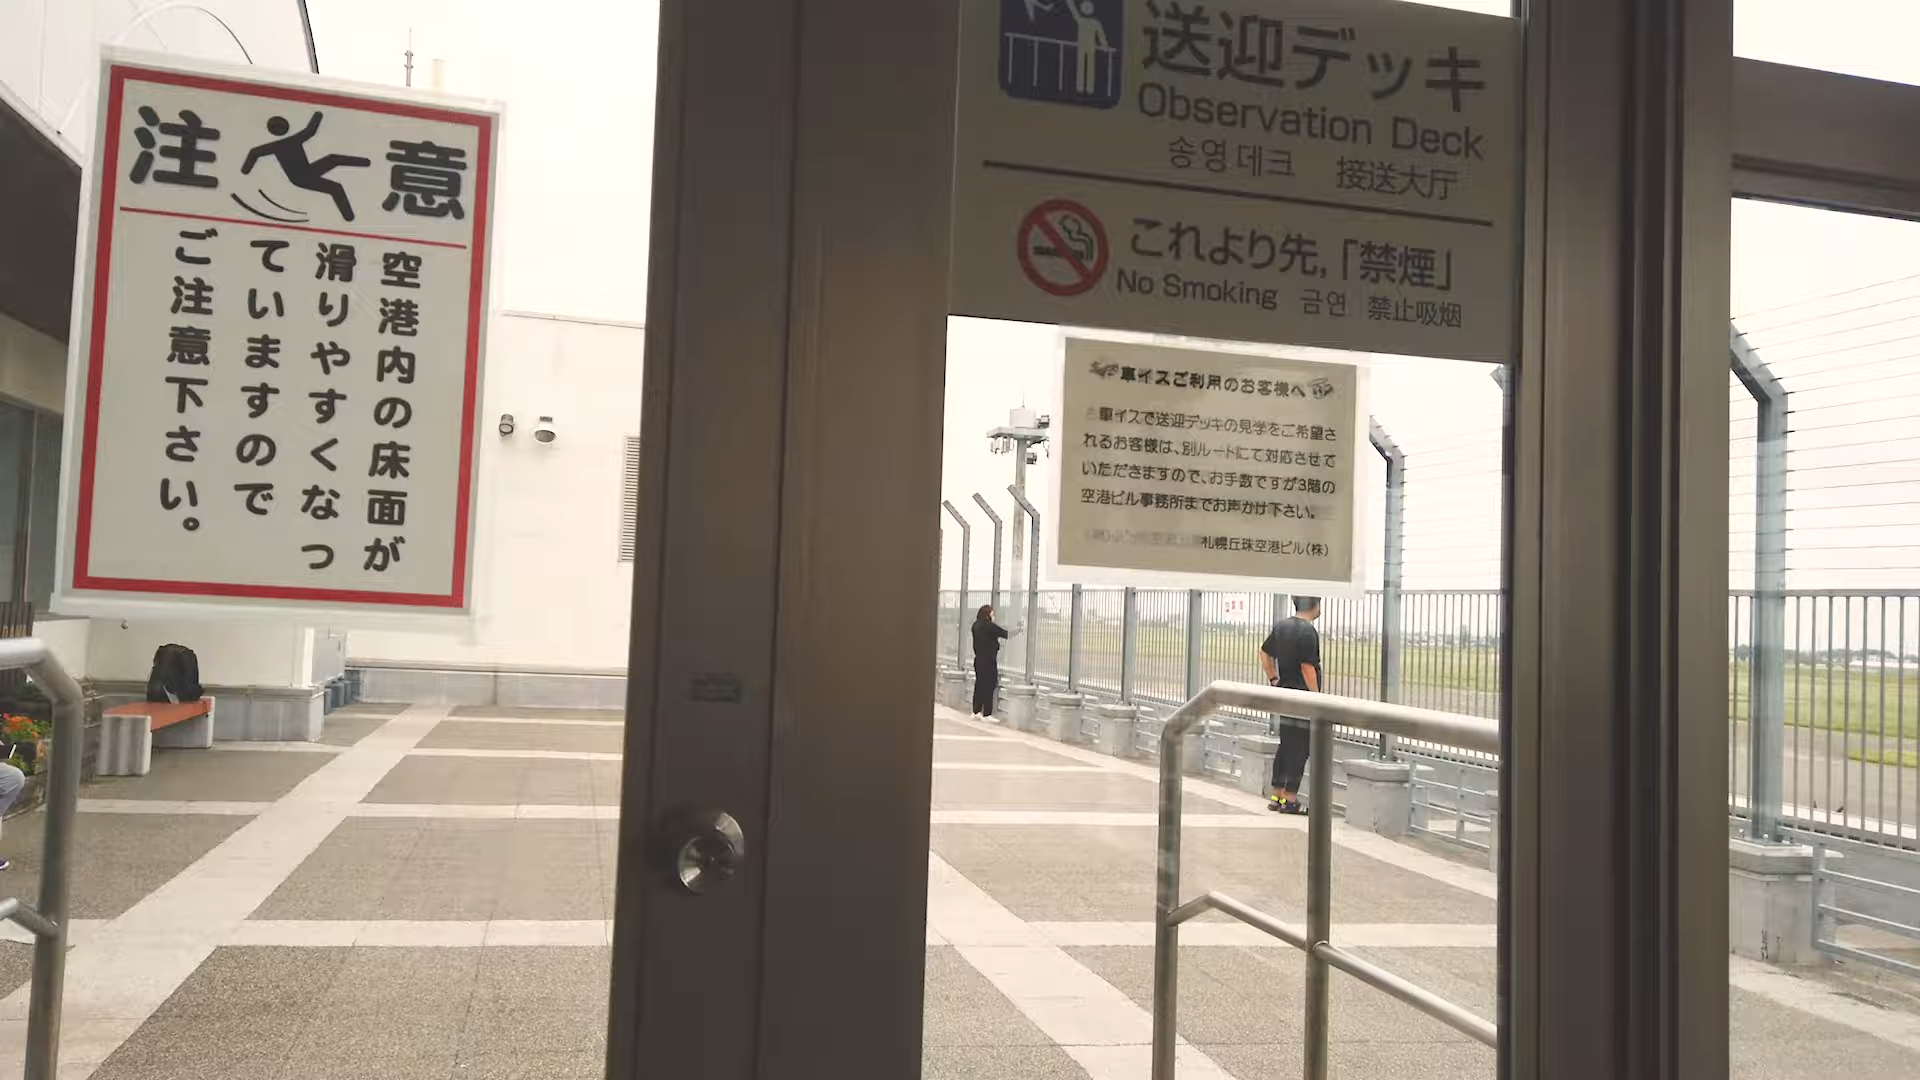 注意
空港内の床面が
滑りやすくなっ
ていますので
ご注意下さい。
送迎デッキ
Observation Deck
송영데크 接送大厅
これより先,「禁煙」
No Smoking 금연 禁止吸烟
車イスご利用のお客様へ
車イスで送迎デッキの見学をご希望さ
れるお客様は、別ルートにて対応させて
いただきますので、お手数ですが3階の
空港ビル事務所までお声かけ下さい。
札幌丘珠空港ビル(株)